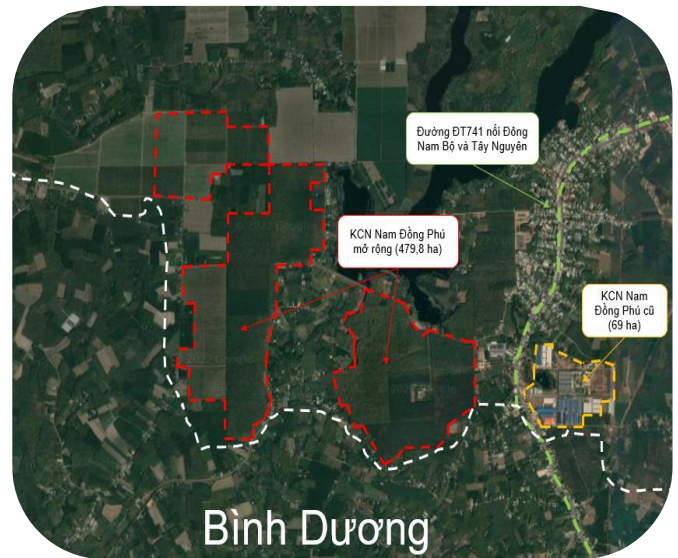 Đường ĐT741 nối Đông
Nam Bộ và Tây Nguyên
KCN Nam Đồng Phú
mở rộng (479,8 ha)
KCN Nam
Đồng Phú cũ
(69 ha)
Bình Dương